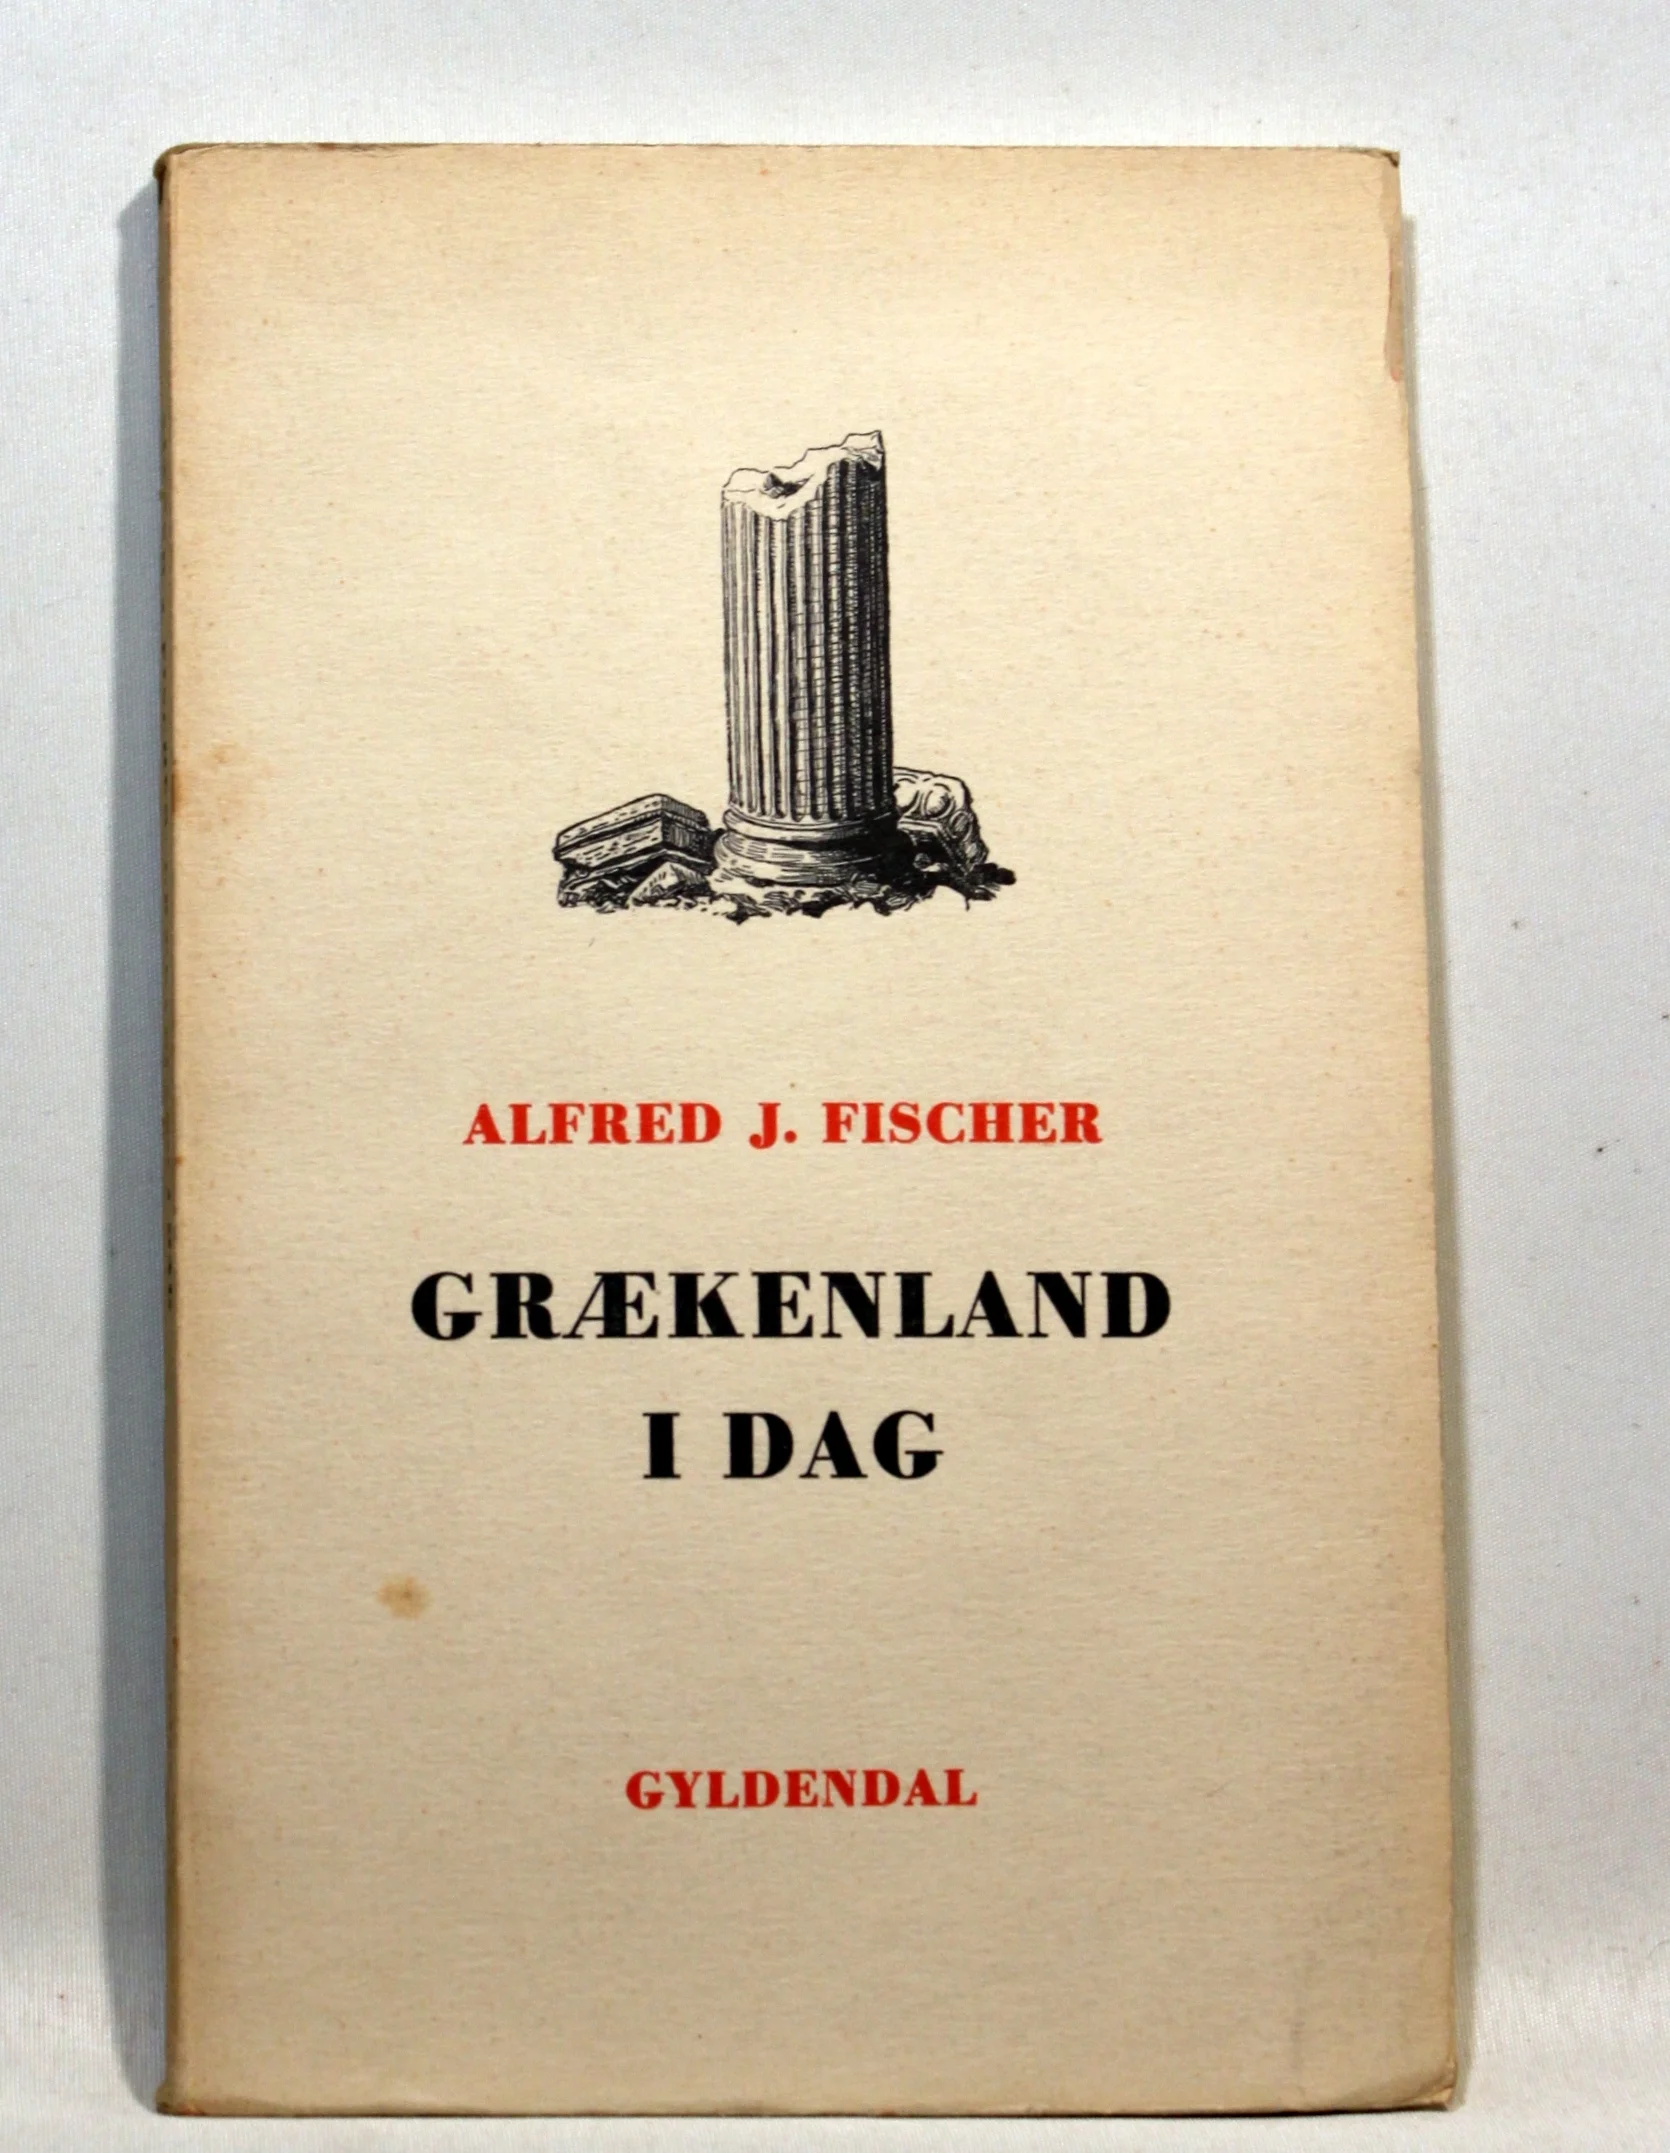 ALFRED J. FISCHER
GRÆKENLAND
I DAG
GYLDENDAL